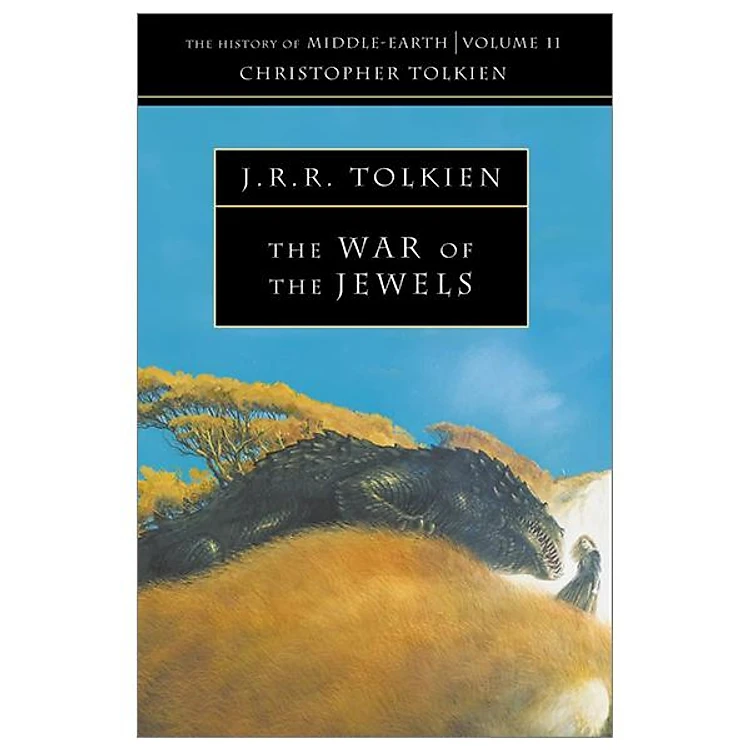 THE HISTORY OF MIDDLE-EARTH | VOLUME 11
CHRISTOPHER TOLKIEN
J.R.R. TOLKIEN
THE WAR OF
THE JEWELS